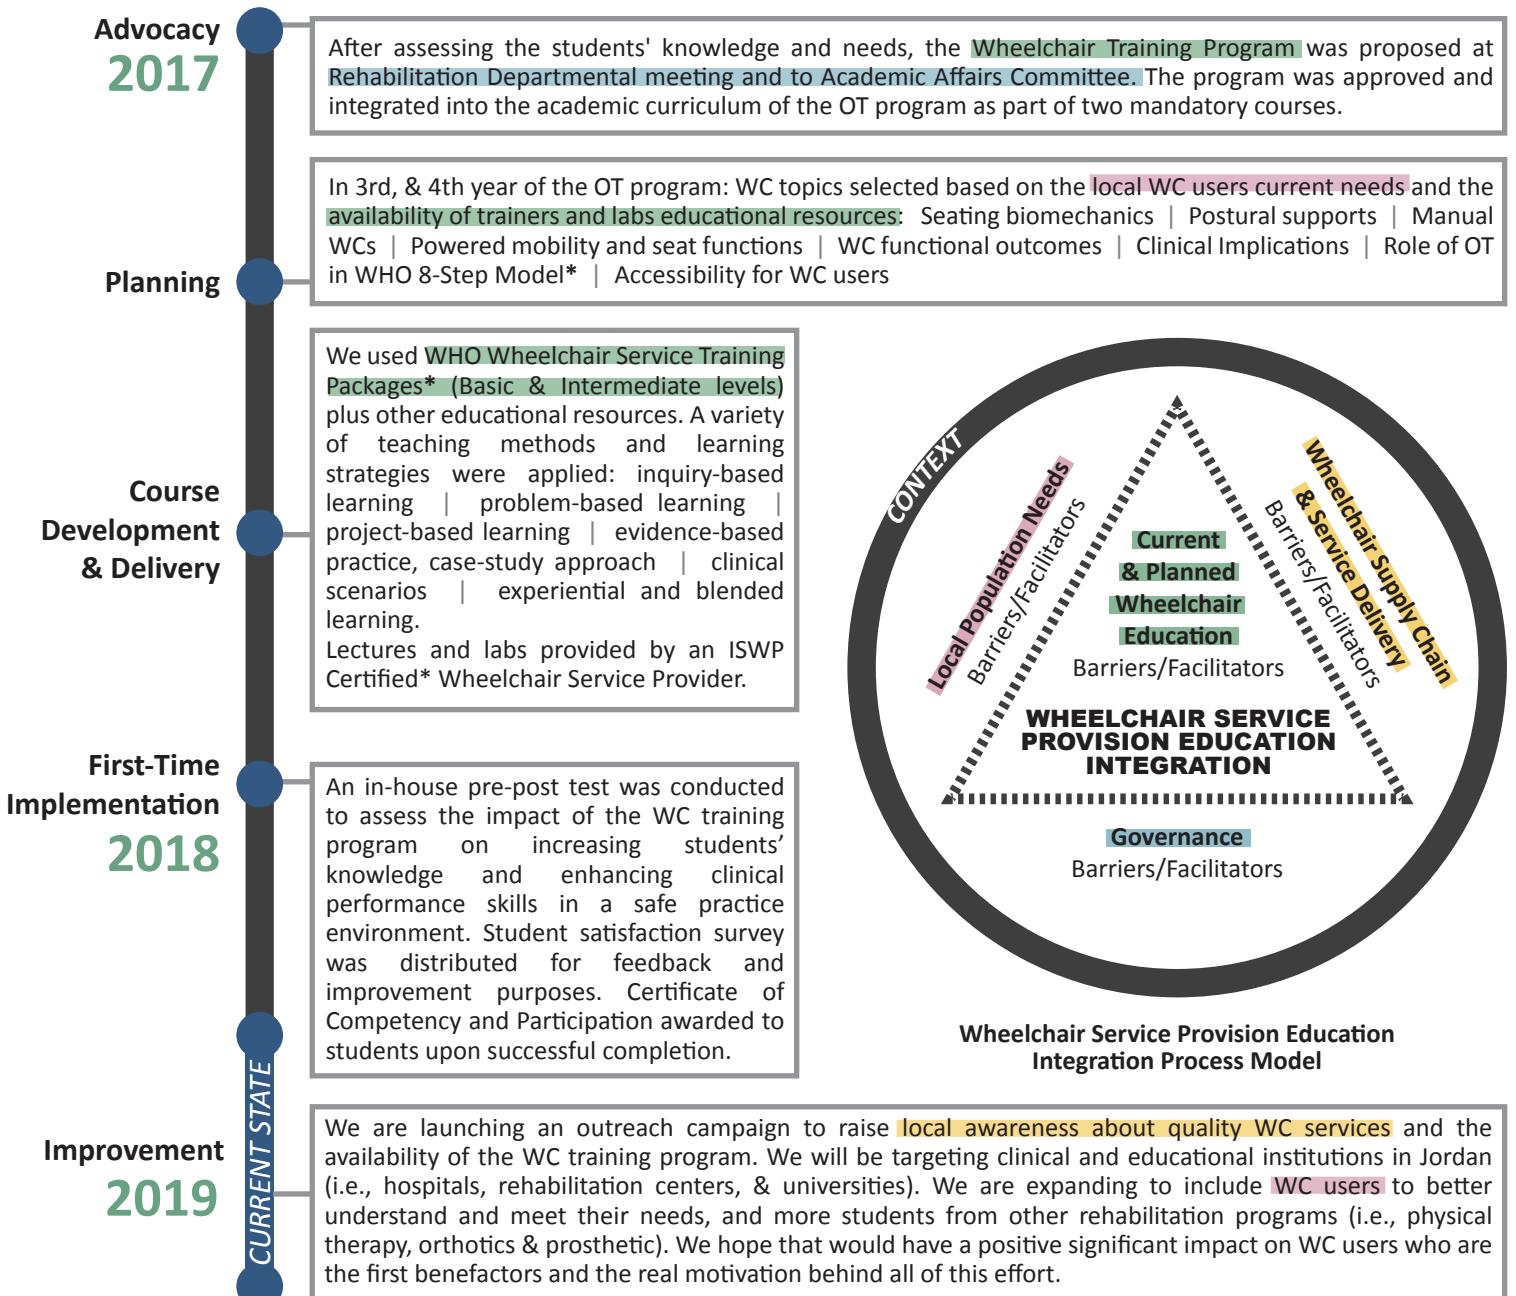 Advocacy
2017
After assessing the students' knowledge and needs, the Wheelchair Training Program was proposed at
Rehabilitation Departmental meeting and to Academic Affairs Committee. The program was approved and
integrated into the academic curriculum of the OT program as part of two mandatory courses.
Planning
In 3rd, & 4th year of the OT program: WC topics selected based on the local WC users current needs and the
availability of trainers and labs educational resources: Seating biomechanics | Postural supports | Manual
WCs | Powered mobility and seat functions | WC functional outcomes | Clinical Implications | Role of OT
in WHO 8-Step Model* | Accessibility for WC users
Course
Development
& Delivery
We used WHO Wheelchair Service Training
Packages* (Basic & Intermediate levels)
plus other educational resources. A variety
of teaching methods and learning
strategies were applied: inquiry-based
learning | problem-based learning |
project-based learning | evidence-based
practice, case-study approach | clinical
scenarios | experiential and blended
learning.
Lectures and labs provided by an ISWP
Certified* Wheelchair Service Provider.
First-Time
Implementation
2018
An in-house pre-post test was conducted
to assess the impact of the WC training
program on increasing students’
knowledge and enhancing clinical
performance skills in a safe practice
environment. Student satisfaction survey
was distributed for feedback and
improvement purposes. Certificate of
Competency and Participation awarded to
students upon successful completion.
CONTEXT
Local Population Needs
Barriers/Facilitators
Current
& Planned
Wheelchair
Education
Barriers/Facilitators
Wheelchair Supply Chain
& Service Delivery
Barriers/Facilitators
WHEELCHAIR SERVICE
PROVISION EDUCATION
INTEGRATION
Governance
Barriers/Facilitators
Wheelchair Service Provision Education
Integration Process Model
CURRENT STATE
Improvement
2019
We are launching an outreach campaign to raise local awareness about quality WC services and the
availability of the WC training program. We will be targeting clinical and educational institutions in Jordan
(i.e., hospitals, rehabilitation centers, & universities). We are expanding to include WC users to better
understand and meet their needs, and more students from other rehabilitation programs (i.e., physical
therapy, orthotics & prosthetic). We hope that would have a positive significant impact on WC users who are
the first benefactors and the real motivation behind all of this effort.